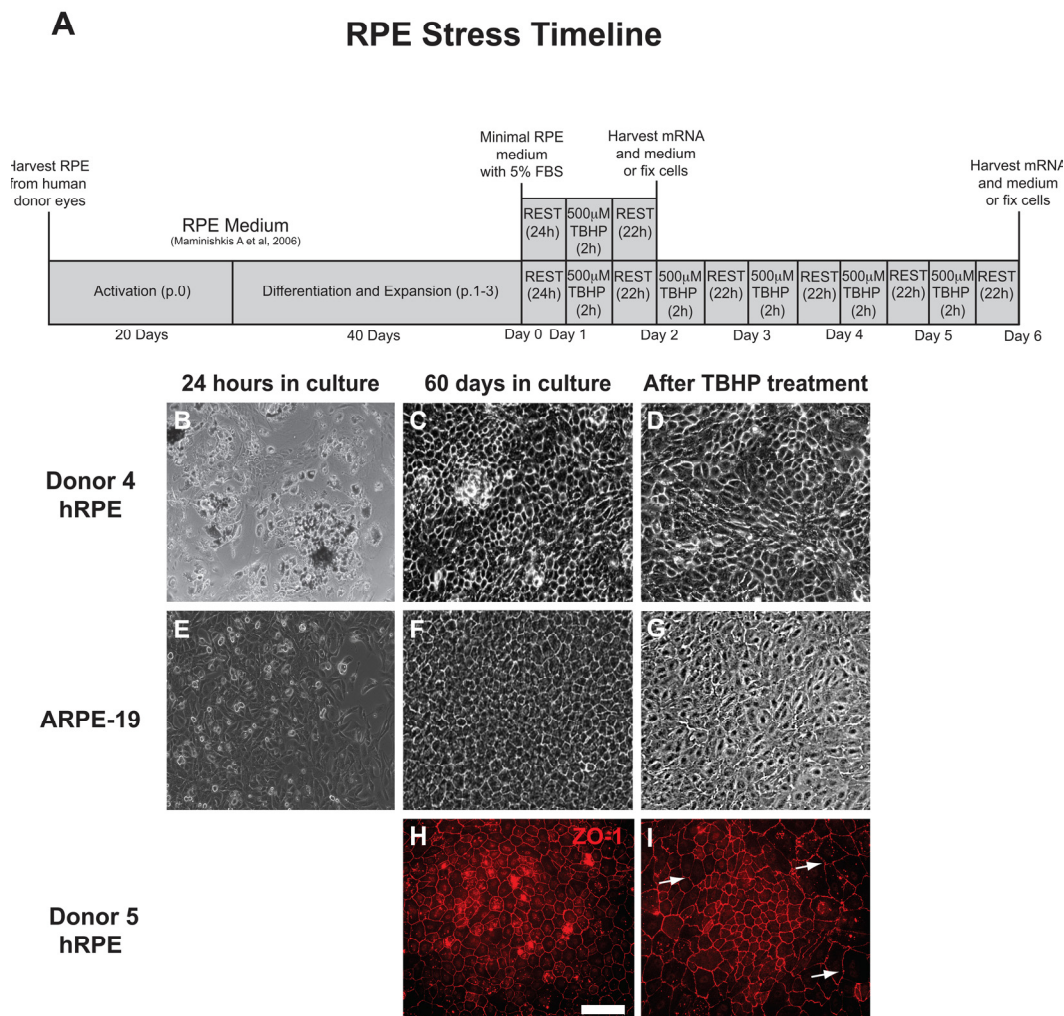 A
RPE Stress Timeline
Harvest RPE
from human
donor eyes
RPE Medium
(Maminishkis A et al, 2006)
Minimal RPE
medium
with 5% FBS
Harvest mRNA
and medium
or fix cells
Harvest mRNA
and medium
or fix cells
REST
(24h)
500µM
TBHP
(2h)
REST
(22h)
Activation (p.0)
Differentiation and Expansion (p.1-3)
REST
(24h)
500µM
TBHP
(2h)
REST
(22h)
500µM
TBHP
(2h)
REST
(22h)
500µM
TBHP
(2h)
REST
(22h)
500µM
TBHP
(2h)
REST
(22h)
500µM
TBHP
(2h)
REST
(22h)
20 Days
40 Days
Day 0
Day 1
Day 2
Day 3
Day 4
Day 5
Day 6
24 hours in culture
60 days in culture
After TBHP treatment
Donor 4
hRPE
B
C
D
ARPE-19
E
F
G
Donor 5
hRPE
H
ZO-1
I